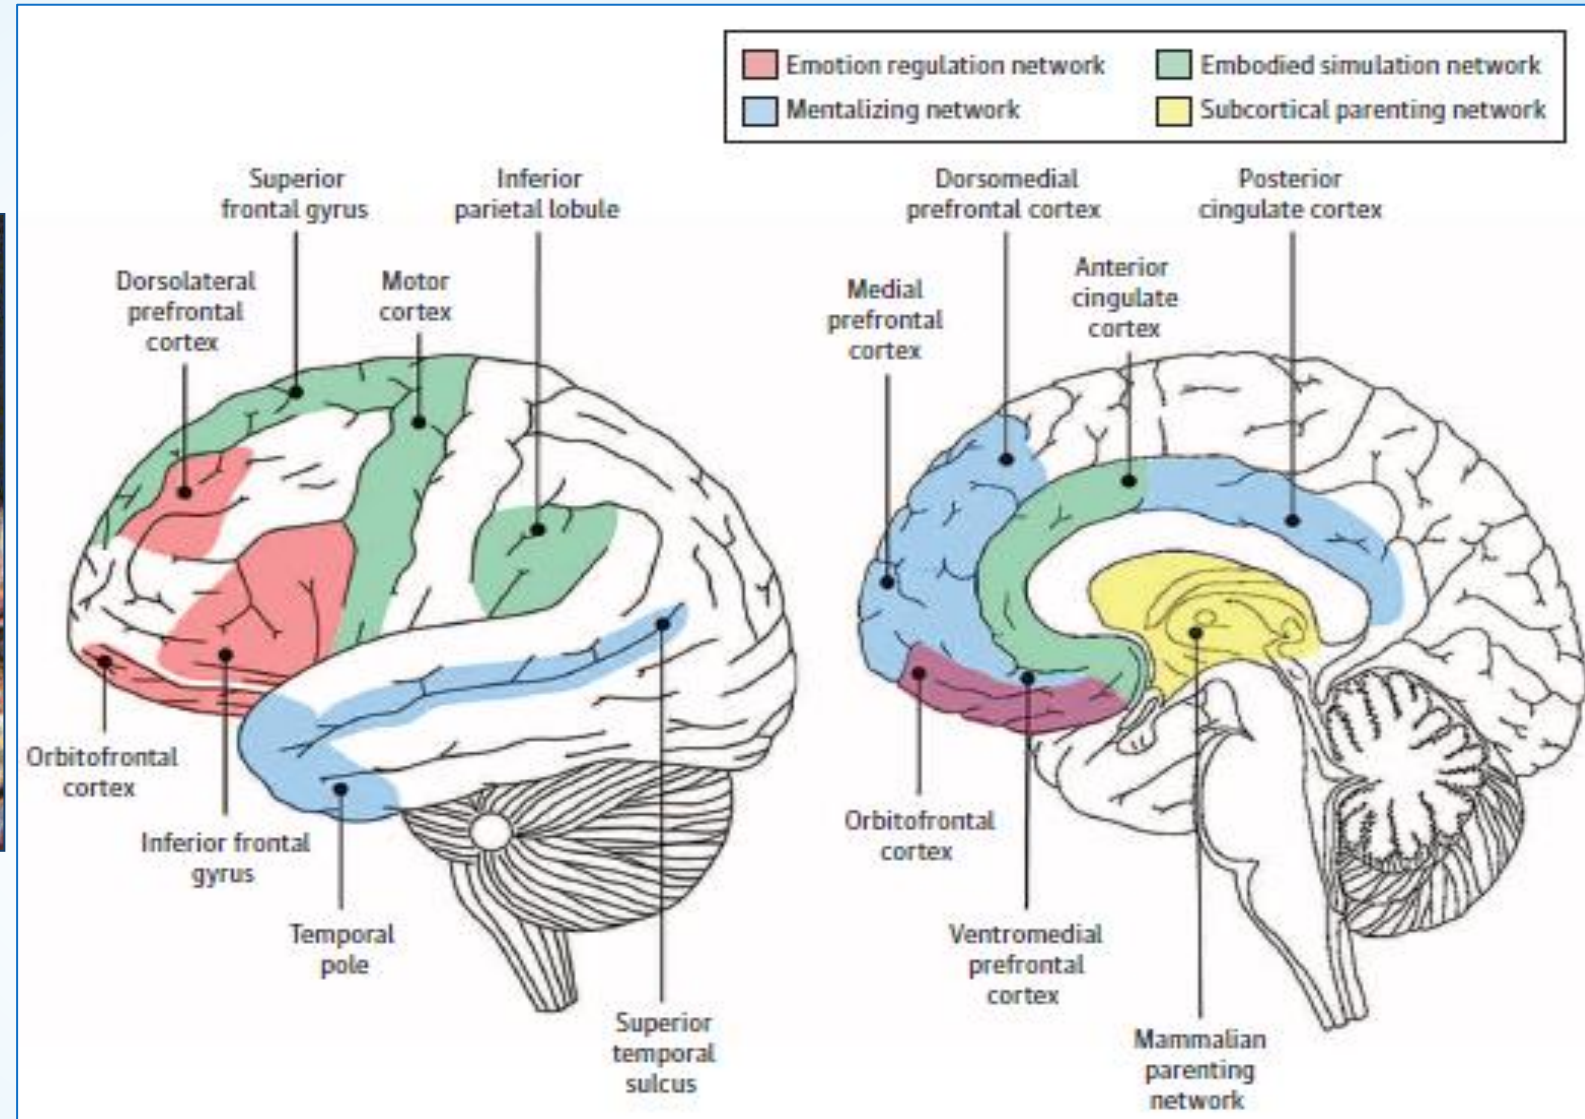 Emotion regulation network
Embodied simulation network
Mentalizing network
Subcortical parenting network
Superior
frontal gyrus
Inferior
parietal lobule
Dorsolateral
prefrontal
cortex
Motor
cortex
Dorsomedial
prefrontal cortex
Posterior
cingulate cortex
Medial
prefrontal
cortex
Anterior
cingulate
cortex
Orbitofrontal
cortex
Inferior frontal
gyrus
Temporal
pole
Superior
temporal
sulcus
Orbitofrontal
cortex
Ventromedial
prefrontal
cortex
Mammalian
parenting
network